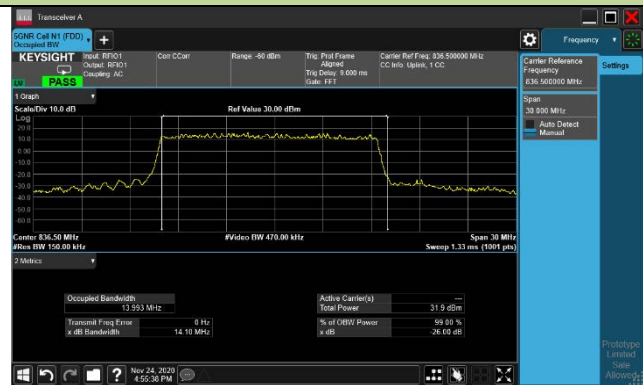 Transceiver A
5GNR Cell N1 (FDD)
Occupied BW
Frequency
KEYSIGHT
LM
PASS
Input: RFIO1
Output: RFIO1
Coupling: AC
Corr CCorr
Range: -60 dBm
Trig: Prot Frame
Aligned
Trig Delay: 9.000 ms
Gate: FFT
Carrier Ref Freq: 836.500000 MHz
CC Info: Uplink, 1 CC
Carrier Reference
Frequency
836.500000 MHz
Settings
Span
30.000 MHz
Auto Detect
Manual
1 Graph
Scale/Div 10.0 dB
Ref Value 30.00 dBm
Log
20.0
10.0
0.00
-10.0
-20.0
-30.0
-40.0
-50.0
-60.0
Center 836.50 MHz
#Video BW 470.00 kHz
Span 30 MHz
#Res BW 150.00 kHz
Sweep 1.33 ms (1001 pts)
2 Metrics
Occupied Bandwidth
13.993 MHz
Active Carrier(s)
---
Total Power
31.9 dBm
Transmit Freq Error
0 Hz
% of OBW Power
99.00 %
x dB Bandwidth
14.10 MHz
x dB
-26.00 dB
Prototype
Limited
Sale
Allowed
?
Nov 24, 2020
4:55:38 PM